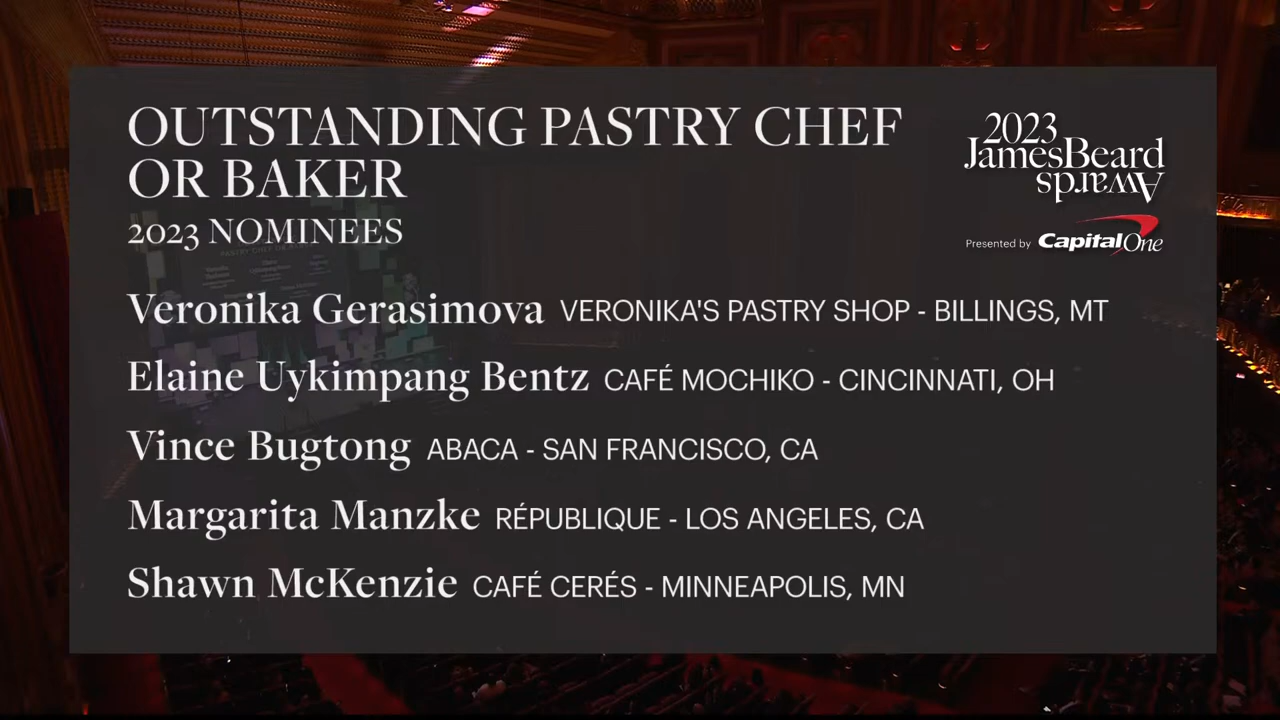 OUTSTANDING PASTRY CHEF
OR BAKER
2023 NOMINEES
2023
JamesBeard
Awards
Presented by CapitalOne
Veronika Gerasimova VERONIKA'S PASTRY SHOP - BILLINGS, MT
Elaine Uykimpang Bentz CAFÉ MOCHIKO - CINCINNATI, OH
Vince Bugtong ABACA - SAN FRANCISCO, CA
Margarita Manzke RÉPUBLIQUE - LOS ANGELES, CA
Shawn McKenzie CAFÉ CERÉS - MINNEAPOLIS, MN